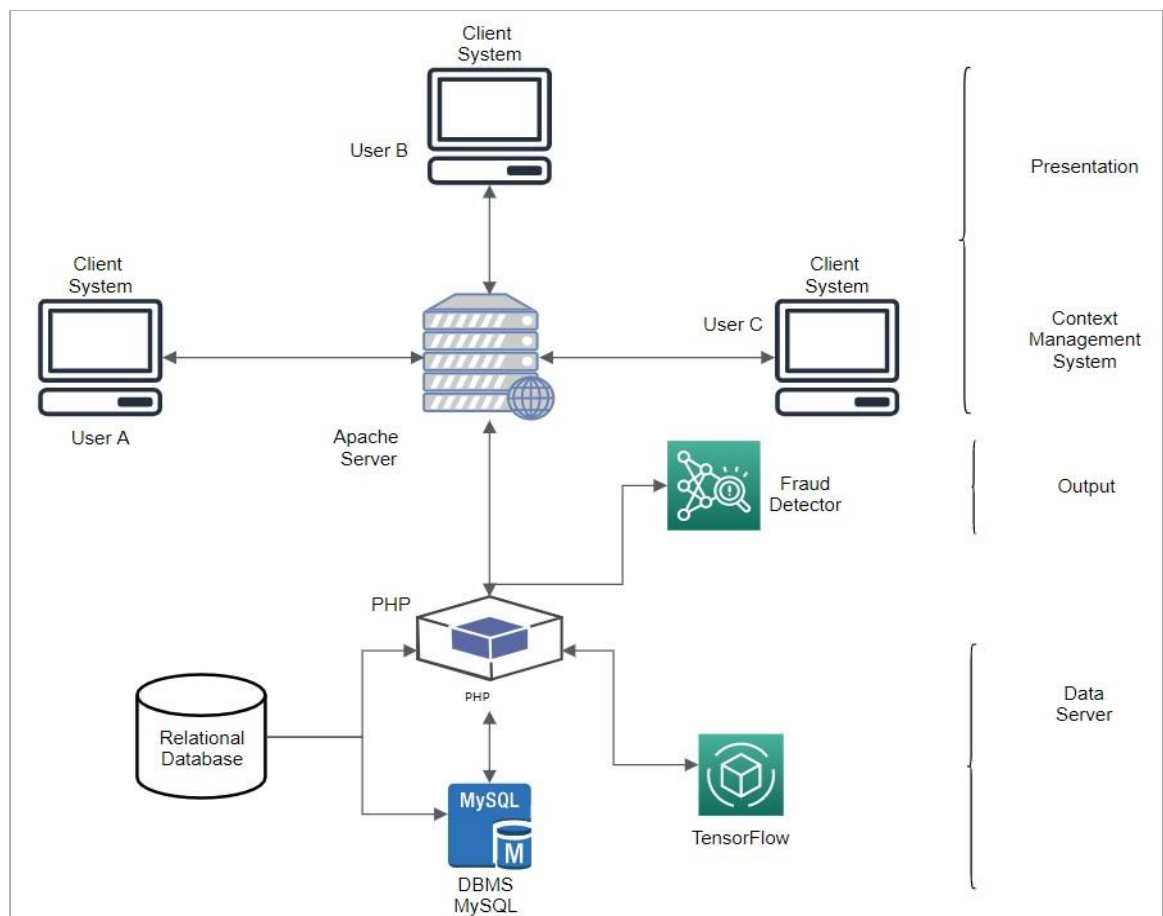 Client
System
User B
Presentation
Client
System
Client
System
User C
Context
Management
System
User A
Apache
Server
Fraud
Detector
Output
PHP
PHP
Data
Server
Relational
Database
MySQL
M
TensorFlow
DBMS
MySQL